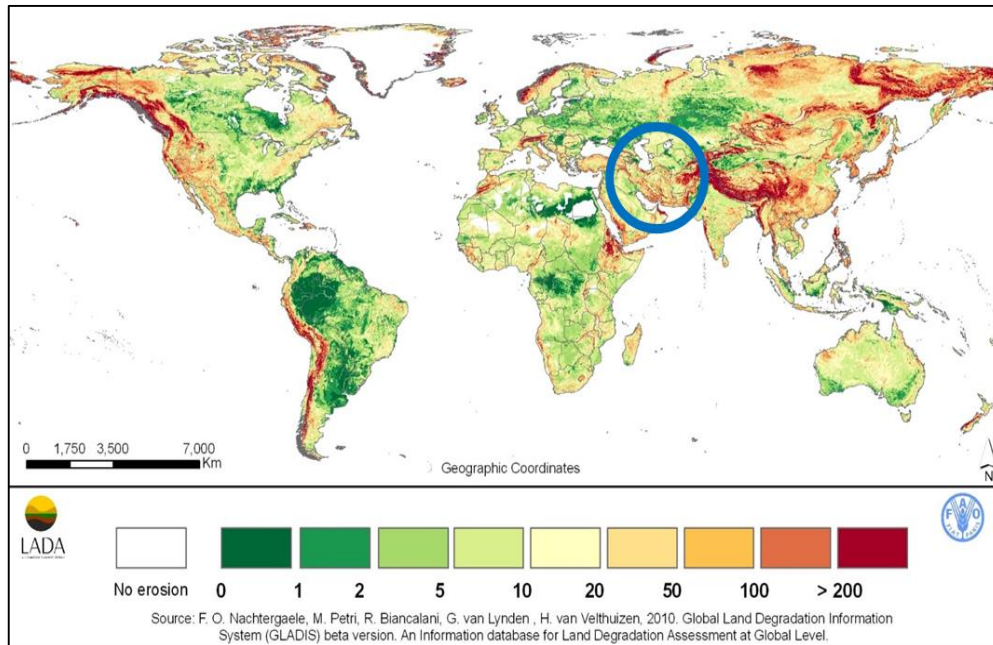 0 1,750 3,500 7,000
Km
Geographic Coordinates
N
LADA
F A O
FIAT PANIS
No erosion 0 1 2 5 10 20 50 100 > 200
Source: F. O. Nachtergaele, M. Petri, R. Biancalani, G. van Lynden , H. van Velthuizen, 2010. Global Land Degradation Information
System (GLADIS) beta version. An Information database for Land Degradation Assessment at Global Level.